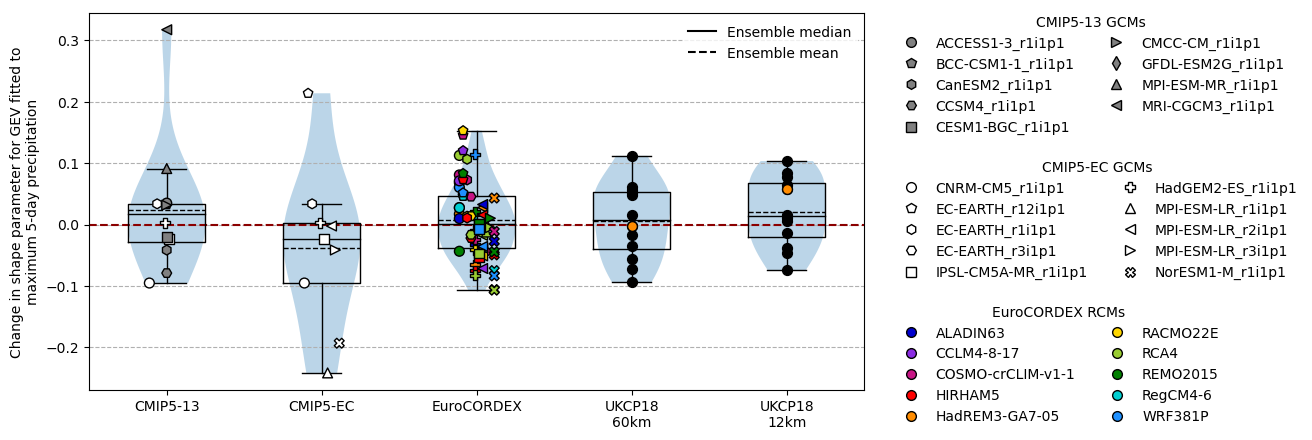 Change in shape parameter for GEV fitted to
maximum 5-day precipitation
0.3
0.2
0.1
0.0
−0.1
−0.2
CMIP5-13
CMIP5-EC
EuroCORDEX
UKCP18
60km
UKCP18
12km
Ensemble median
Ensemble mean
CMIP5-13 GCMs
ACCESS1-3_r1i1p1
BCC-CSM1-1_r1i1p1
CanESM2_r1i1p1
CCSM4_r1i1p1
CESM1-BGC_r1i1p1
CMCC-CM_r1i1p1
GFDL-ESM2G_r1i1p1
MPI-ESM-MR_r1i1p1
MRI-CGCM3_r1i1p1
CMIP5-EC GCMs
CNRM-CM5_r1i1p1
EC-EARTH_r12i1p1
EC-EARTH_r1i1p1
EC-EARTH_r3i1p1
IPSL-CM5A-MR_r1i1p1
HadGEM2-ES_r1i1p1
MPI-ESM-LR_r1i1p1
MPI-ESM-LR_r2i1p1
MPI-ESM-LR_r3i1p1
NorESM1-M_r1i1p1
EuroCORDEX RCMs
ALADIN63
CCLM4-8-17
COSMO-crCLIM-v1-1
HIRHAM5
HadREM3-GA7-05
RACMO22E
RCA4
REMO2015
RegCM4-6
WRF381P